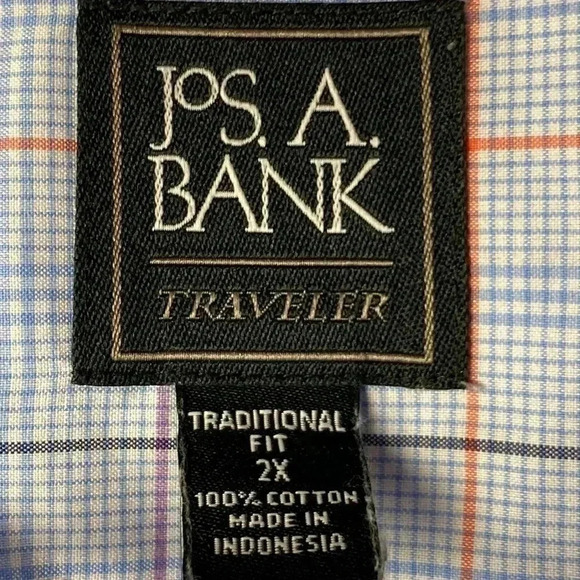 JOS. A.
BANK
TRAVELER
TRADITIONAL
FIT
2X
100% COTTON
MADE IN
INDONESIA